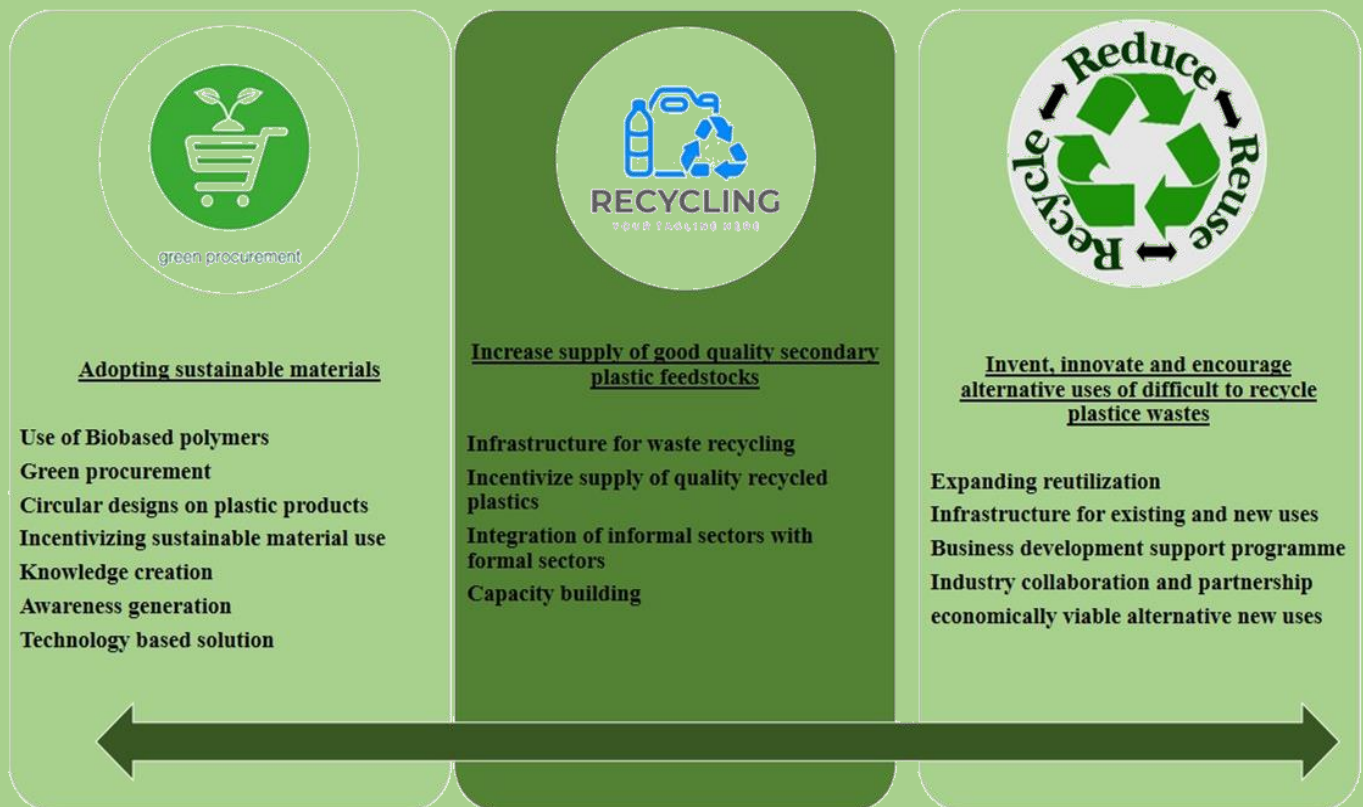 green procurement
Adopting sustainable materials
Use of Biobased polymers
Green procurement
Circular designs on plastic products
Incentivizing sustainable material use
Knowledge creation
Awareness generation
Technology based solution
RECYCLING
YOUR TAGLINE HERE
Increase supply of good quality secondary
plastic feedstocks
Infrastructure for waste recycling
Incentivize supply of quality recycled
plastics
Integration of informal sectors with
formal sectors
Capacity building
Reduce
Reuse
Recycle
Invent, innovate and encourage
alternative uses of difficult to recycle
plastice wastes
Expanding reutilization
Infrastructure for existing and new uses
Business development support programme
Industry collaboration and partnership
economically viable alternative new uses